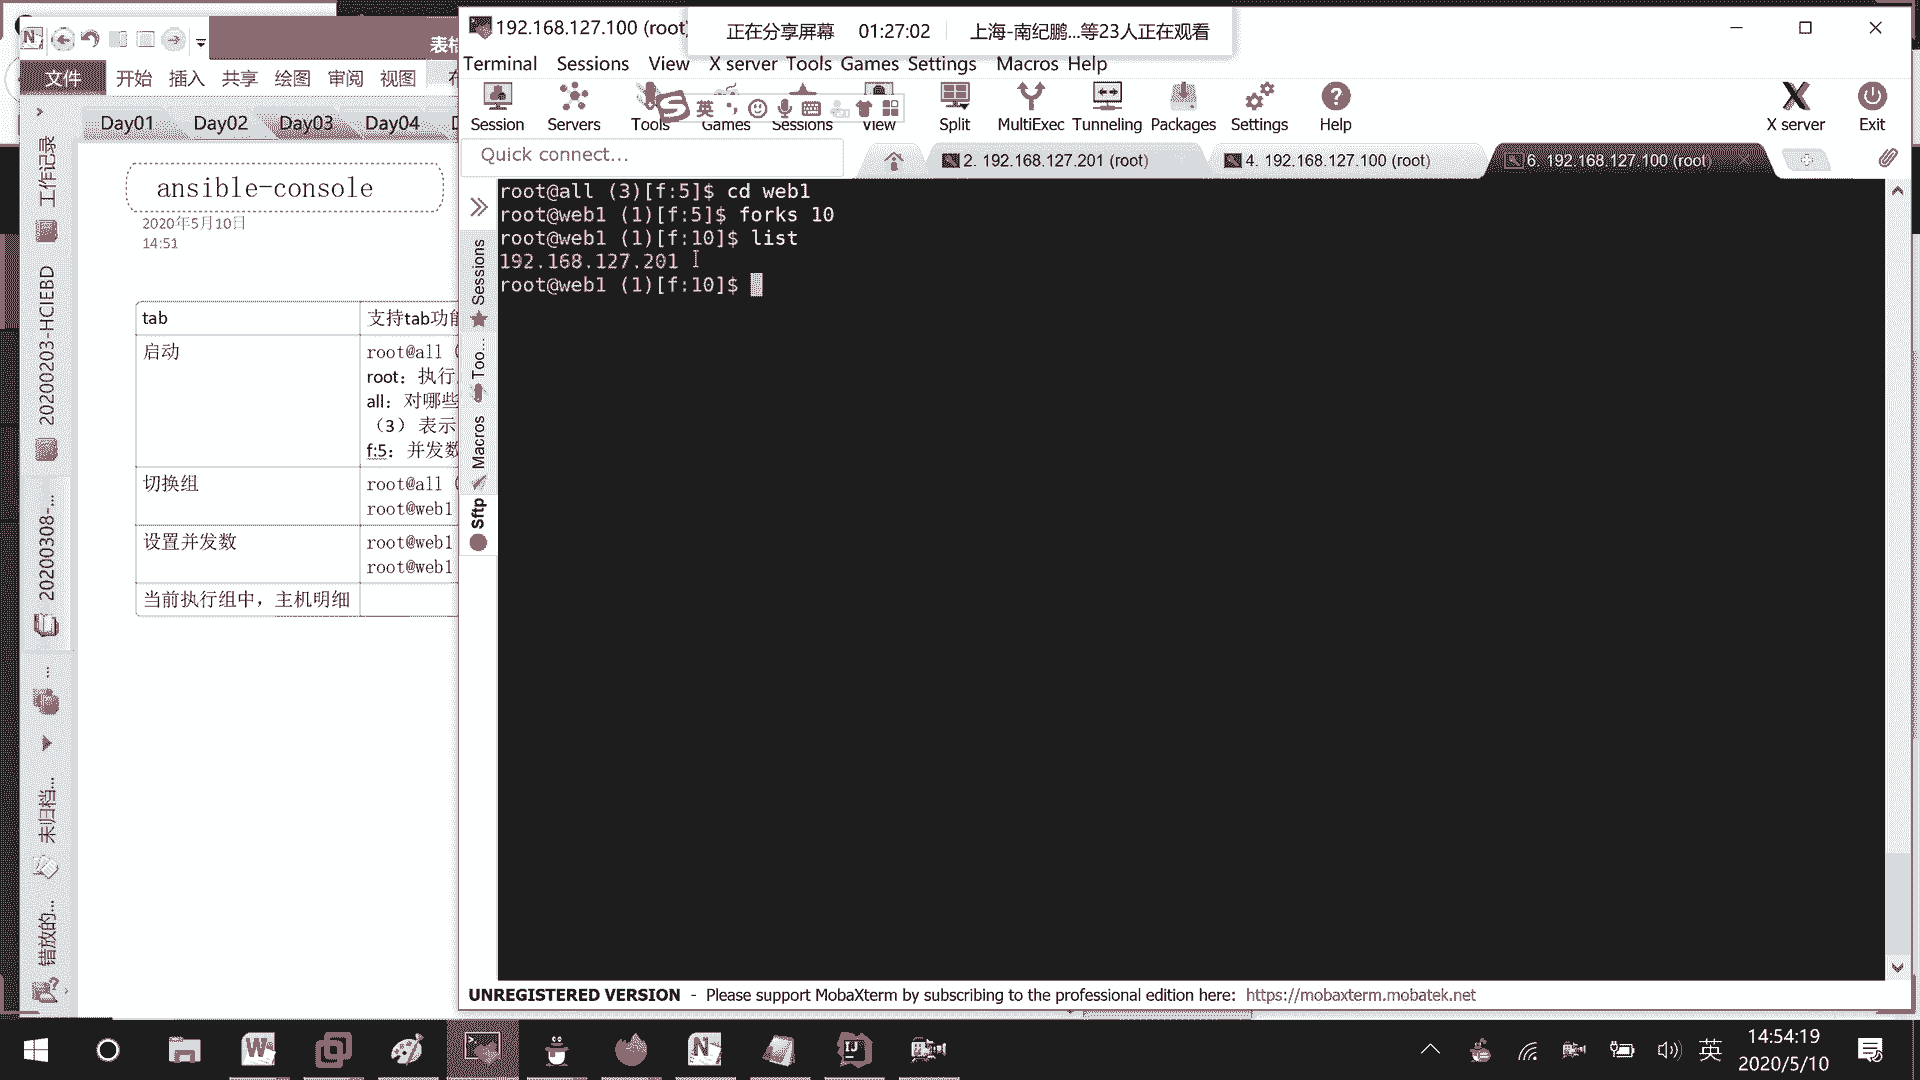 192.168.127.100 (root)
正在分享屏幕 01:27:02 上海-南纪鹏...等23人正在观看
Terminal Sessions View X server Tools Games Settings Macros Help
文件 开始 插入 共享 绘图 审阅 视图
英
Session Servers Tools Games Sessions View Split MultiExec Tunneling Packages Settings Help X server Exit
Day01 Day02 Day03 Day04
Quick connect...
2. 192.168.127.201 (root) 4. 192.168.127.100 (root) 6. 192.168.127.100 (root)
工作记录
20200203-HCIEBD
20200308-...
...
未归档...
错放的...
ansible-console
2020年5月10日
14:51
tab 支持tab功能
启动 root@all
root：执行
all：对哪些
（3）表示
f:5：并发数
切换组 root@all
root@web1
设置并发数 root@web1
root@web1
当前执行组中，主机明细
Sessions
Too...
Macros
Sftp
root@all (3)[f:5]$ cd web1
root@web1 (1)[f:5]$ forks 10
root@web1 (1)[f:10]$ list
192.168.127.201
root@web1 (1)[f:10]$
UNREGISTERED VERSION - Please support MobaXterm by subscribing to the professional edition here: https://mobaxterm.mobatek.net
英
14:54:19
2020/5/10